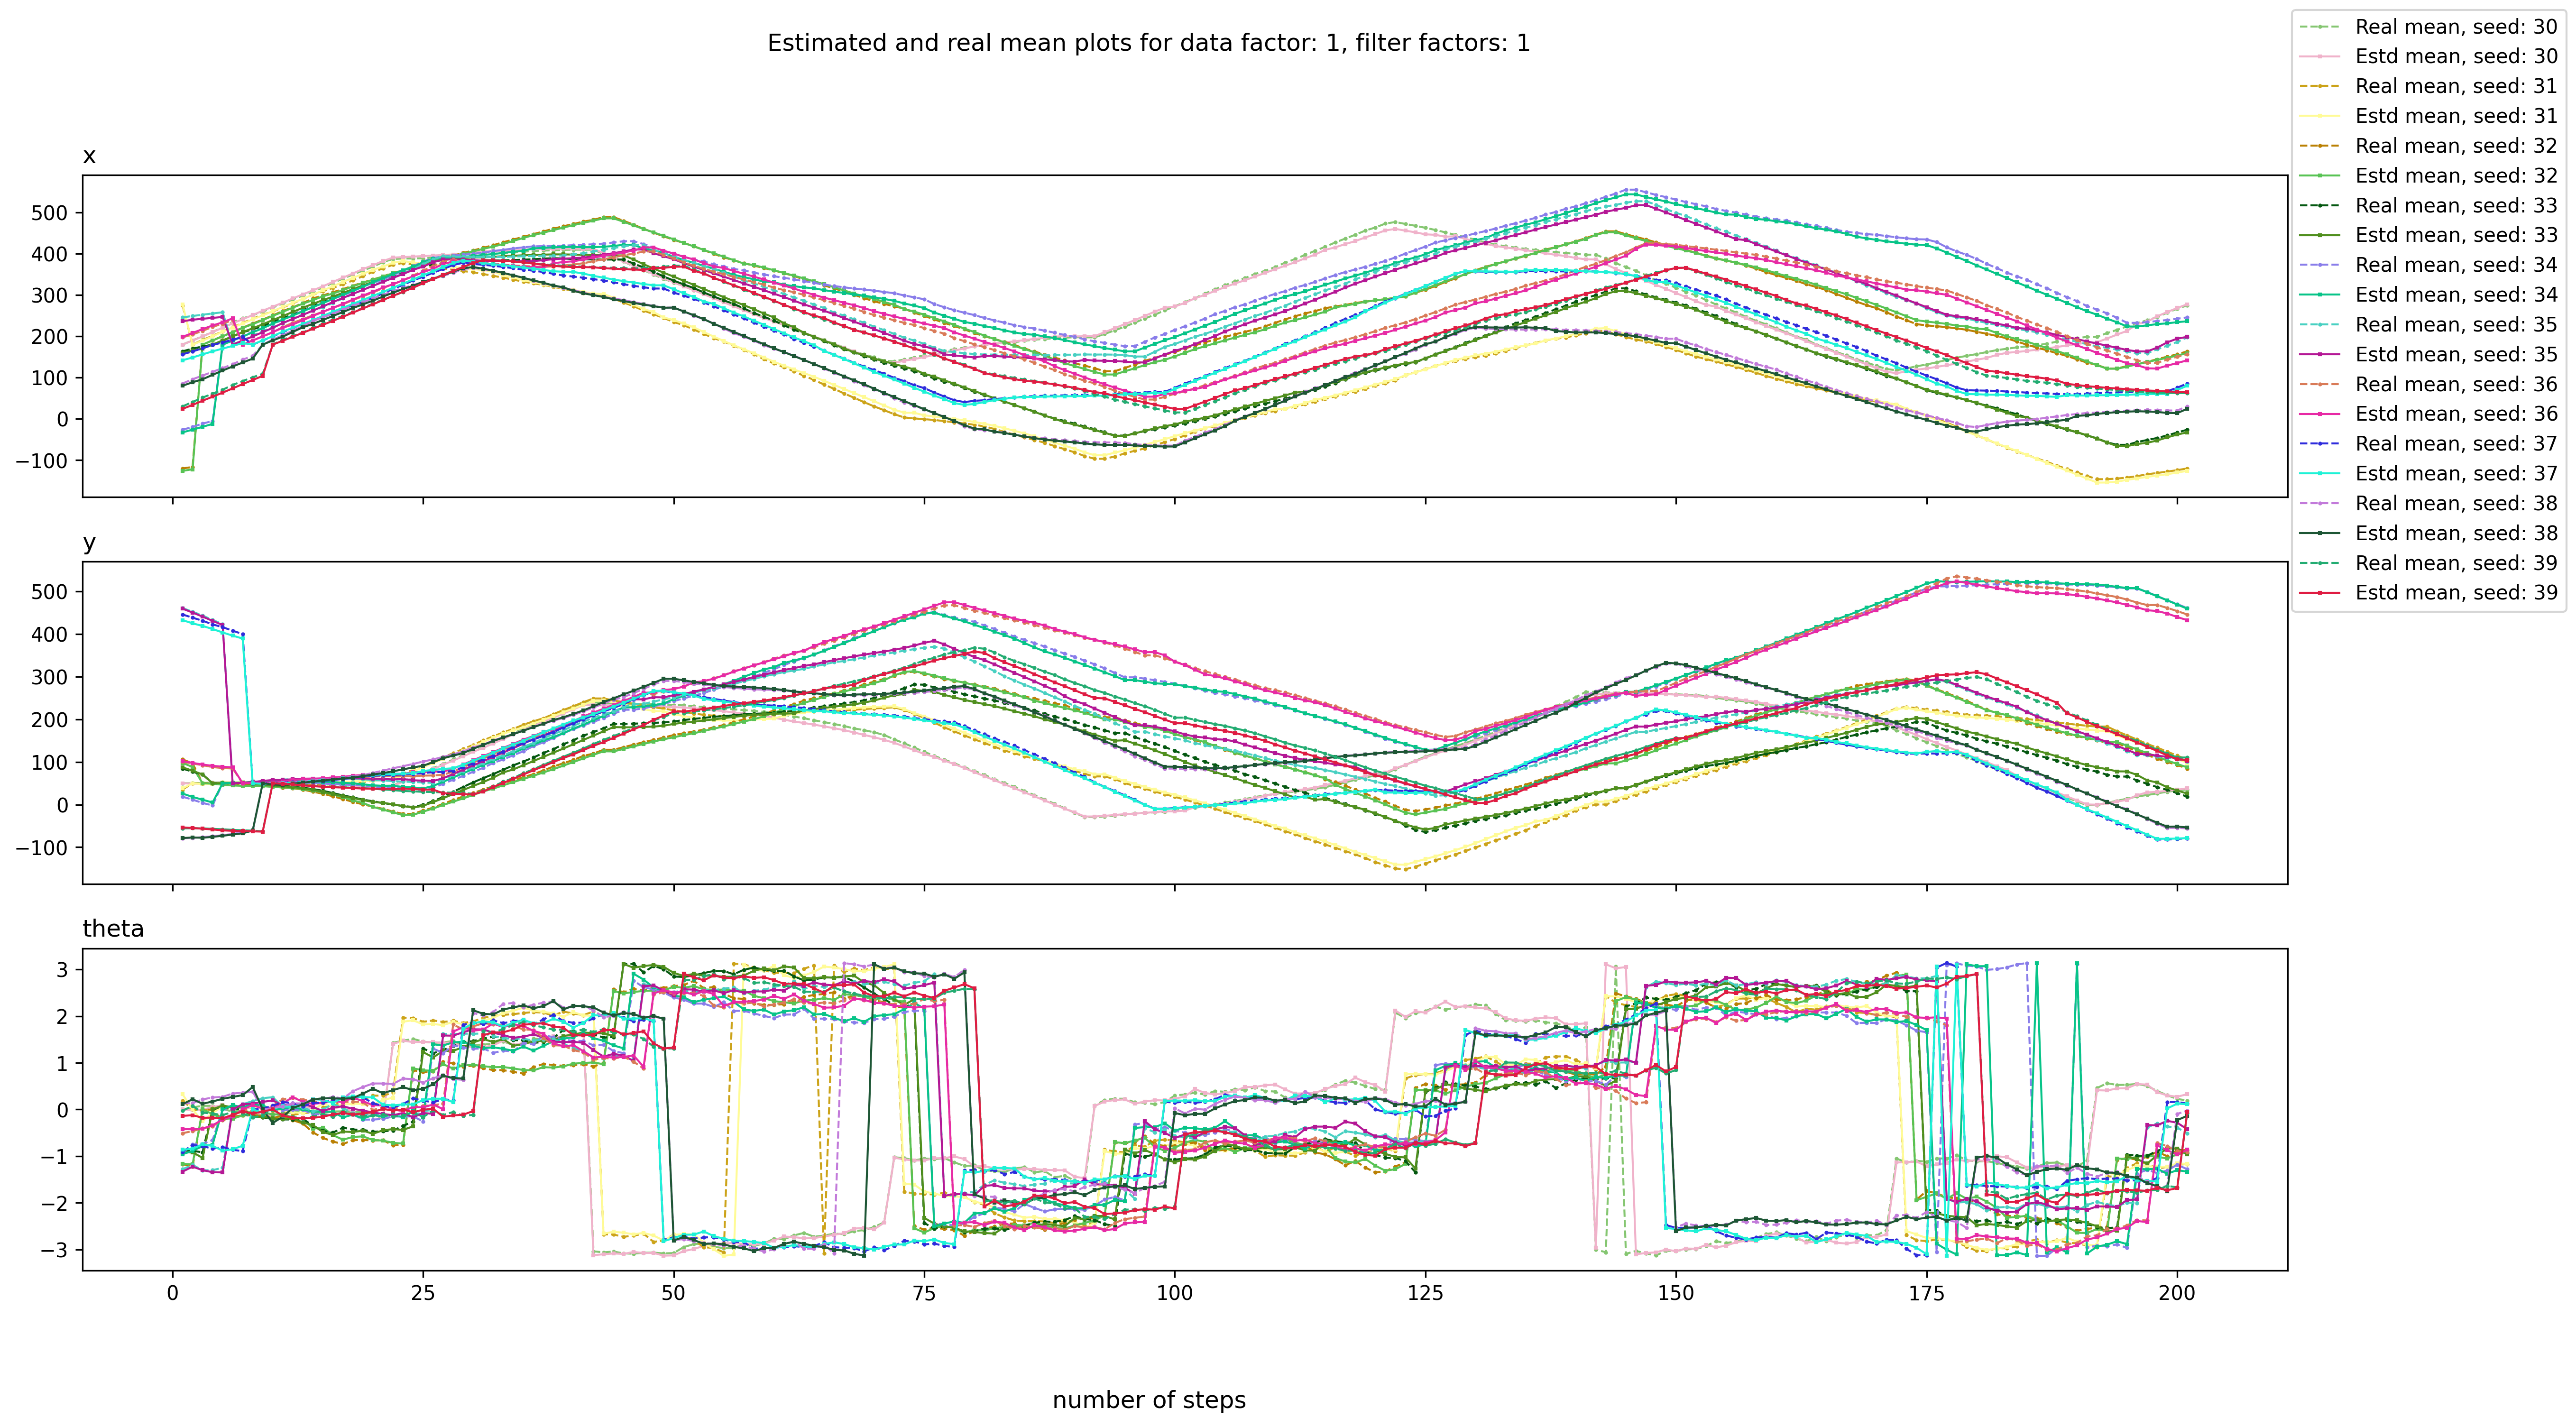 Estimated and real mean plots for data factor: 1, filter factors: 1
Real mean, seed: 30
Estd mean, seed: 30
Real mean, seed: 31
Estd mean, seed: 31
Real mean, seed: 32
Estd mean, seed: 32
Real mean, seed: 33
Estd mean, seed: 33
Real mean, seed: 34
Estd mean, seed: 34
Real mean, seed: 35
Estd mean, seed: 35
Real mean, seed: 36
Estd mean, seed: 36
Real mean, seed: 37
Estd mean, seed: 37
Real mean, seed: 38
Estd mean, seed: 38
Real mean, seed: 39
Estd mean, seed: 39
x
500
400
300
200
100
0
−100
y
500
400
300
200
100
0
−100
theta
3
2
1
0
−1
−2
−3
0 25 50 75 100 125 150 175 200
number of steps